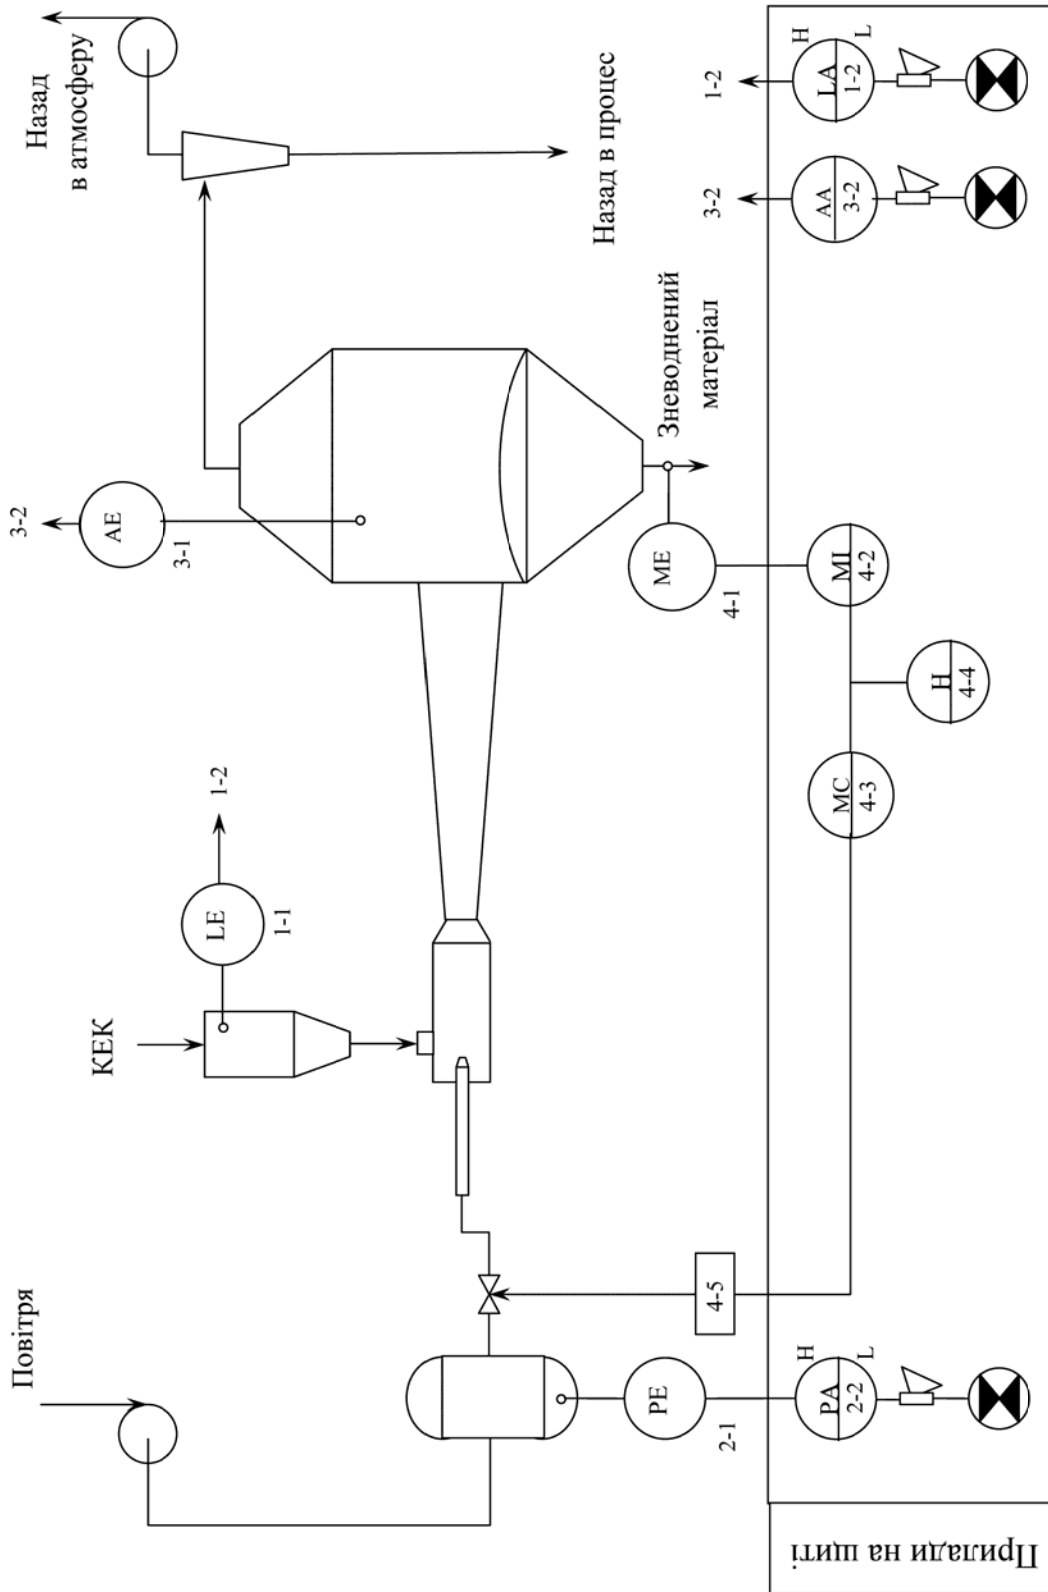 Повітря
КЕК
Назад
в атмосферу
Назад в процес
Зневоднений
матеріал
LE
1-1
1-2
AE
3-1
3-2
PE
2-1
4-5
ME
4-1
Прилади на щиті
PA
2-2
H
L
MC
4-3
H
4-4
MI
4-2
3-2
AA
3-2
1-2
LA
1-2
H
L